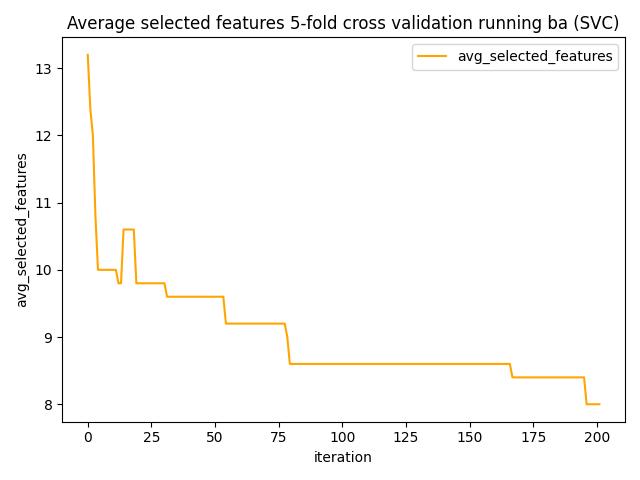 Average selected features 5-fold cross validation running ba (SVC)
avg_selected_features
avg_selected_features
13
12
11
10
9
8
0 25 50 75 100 125 150 175 200
iteration